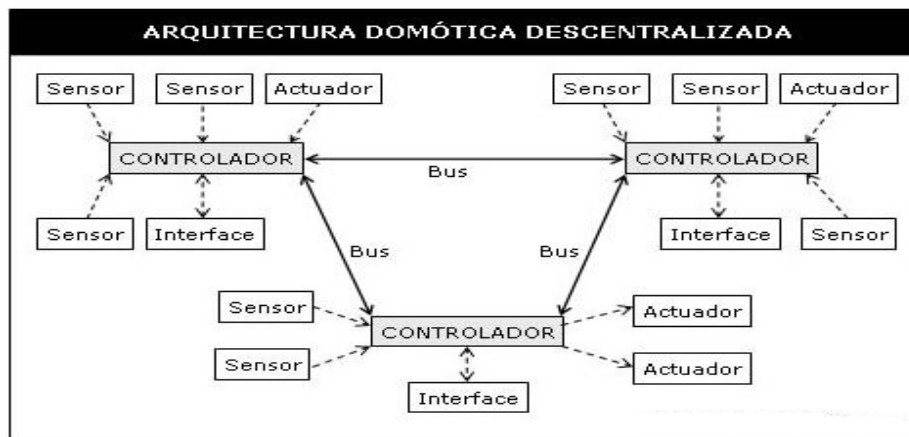 ARQUITECTURA DOMÓTICA DESCENTRALIZADA
Sensor
Sensor
Actuador
Sensor
Sensor
Actuador
CONTROLADOR
CONTROLADOR
Bus
Sensor
Interface
Interface
Sensor
Bus
Bus
Sensor
Actuador
CONTROLADOR
Sensor
Actuador
Interface